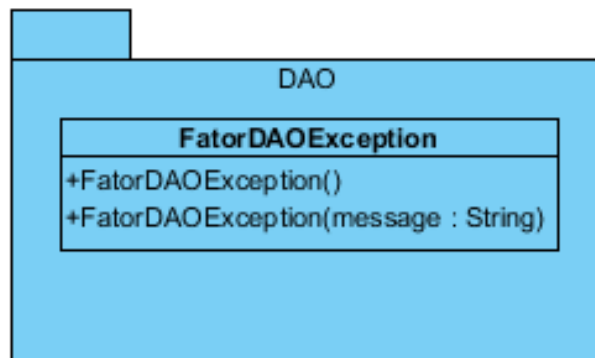 DAO
FatorDAOException
+FatorDAOException()
+FatorDAOException(message : String)